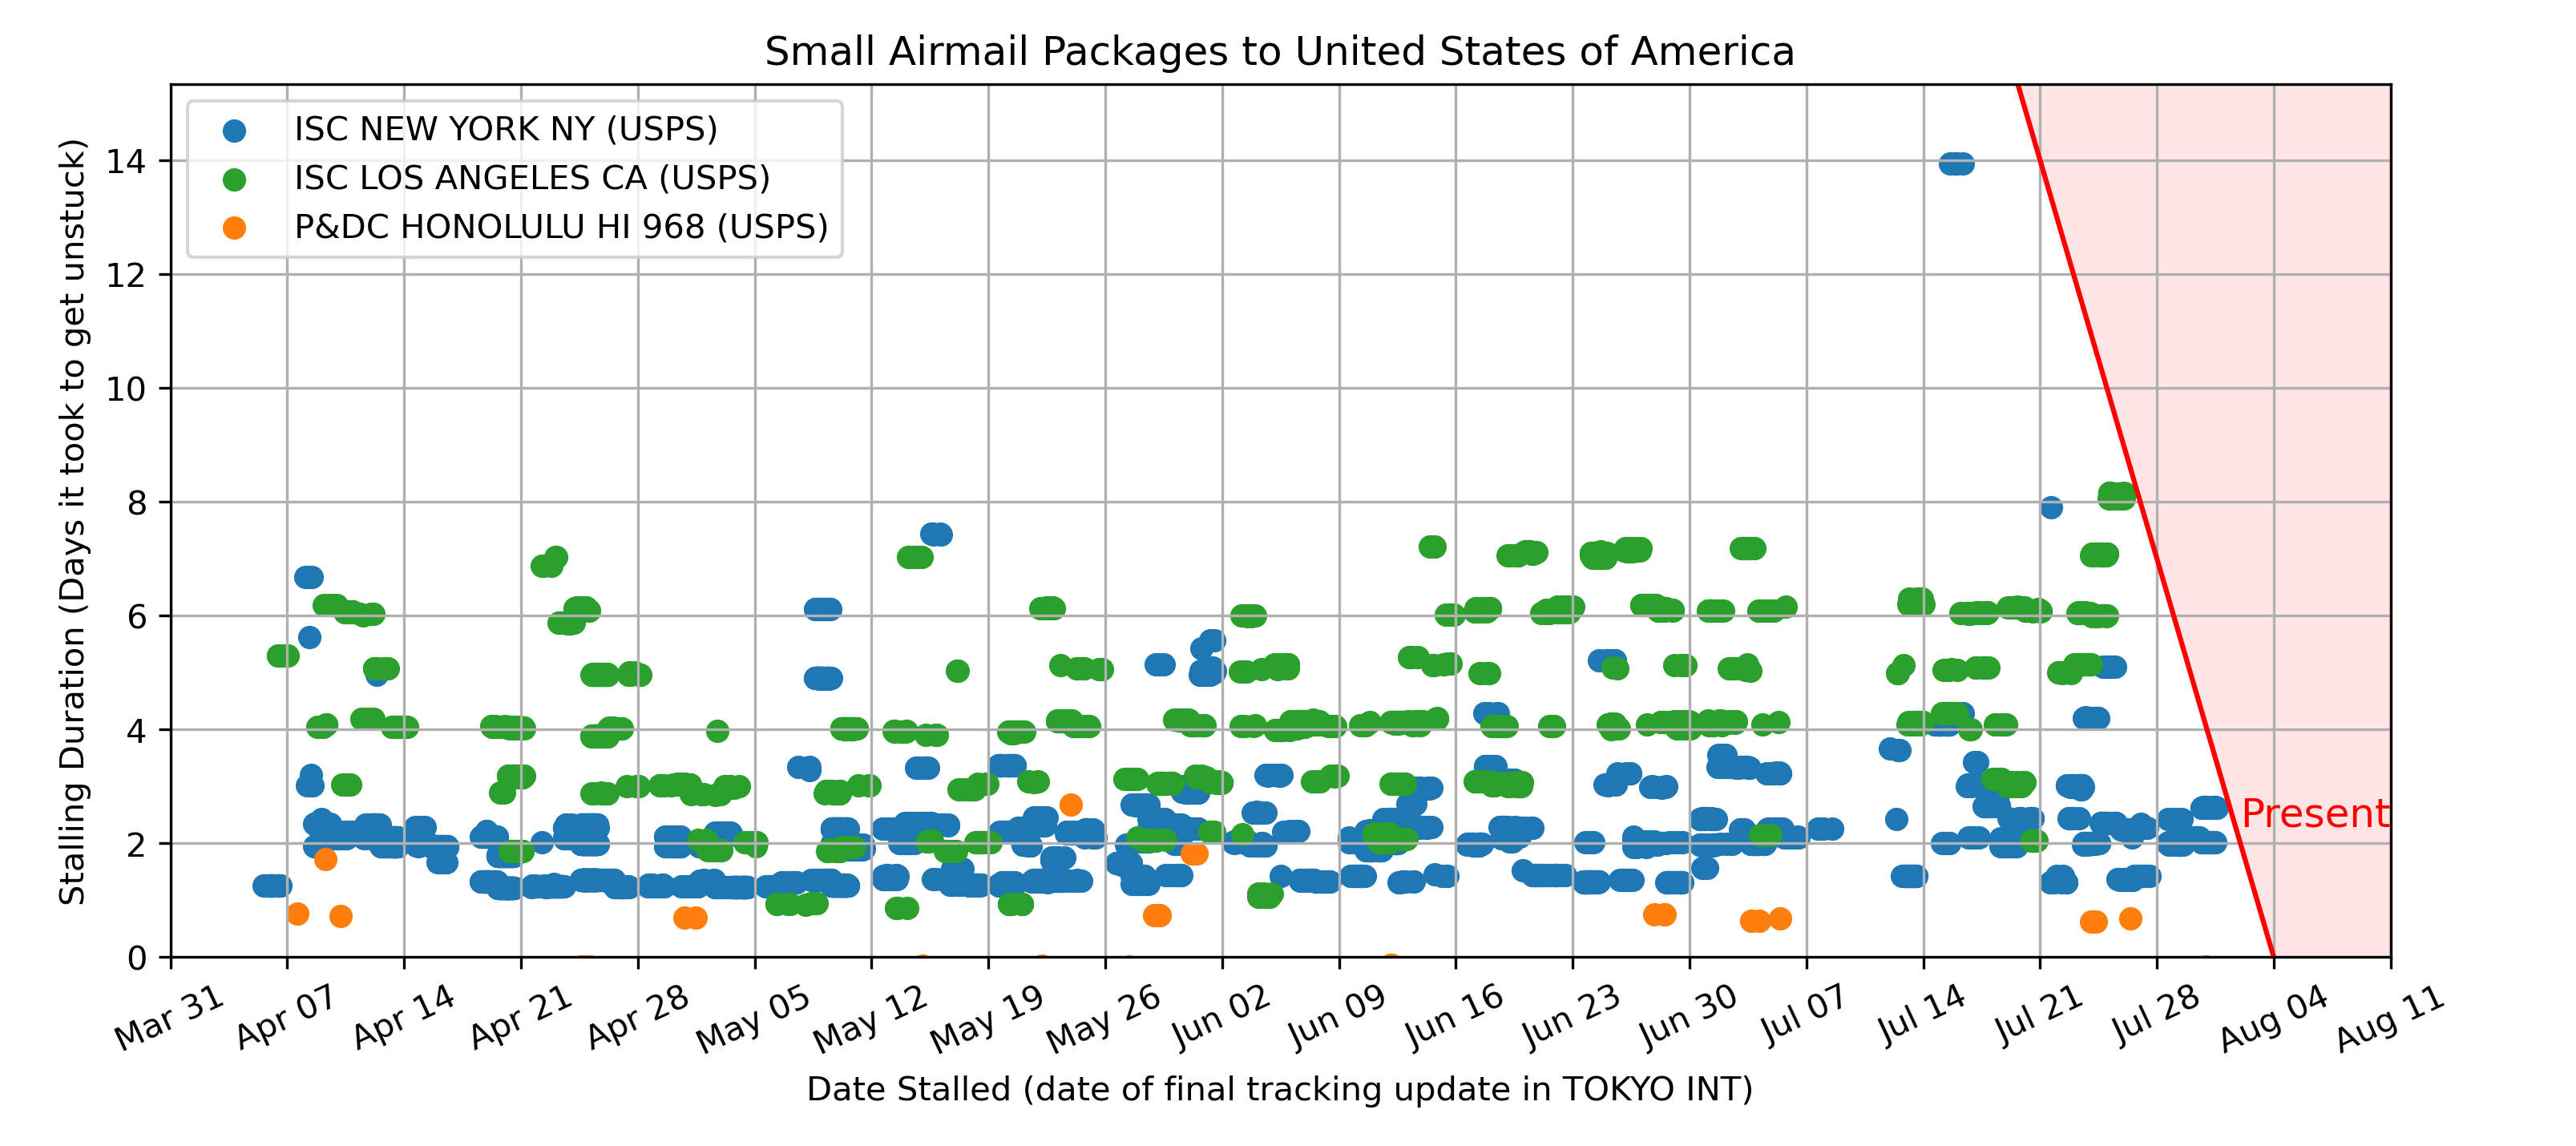 Small Airmail Packages to United States of America
ISC NEW YORK NY (USPS)
ISC LOS ANGELES CA (USPS)
P&DC HONOLULU HI 968 (USPS)
Stalling Duration (Days it took to get unstuck)
14
12
10
8
6
4
2
0
Present
Mar 31
Apr 07
Apr 14
Apr 21
Apr 28
May 05
May 12
May 19
May 26
Jun 02
Jun 09
Jun 16
Jun 23
Jun 30
Jul 07
Jul 14
Jul 21
Jul 28
Aug 04
Aug 11
Date Stalled (date of final tracking update in TOKYO INT)